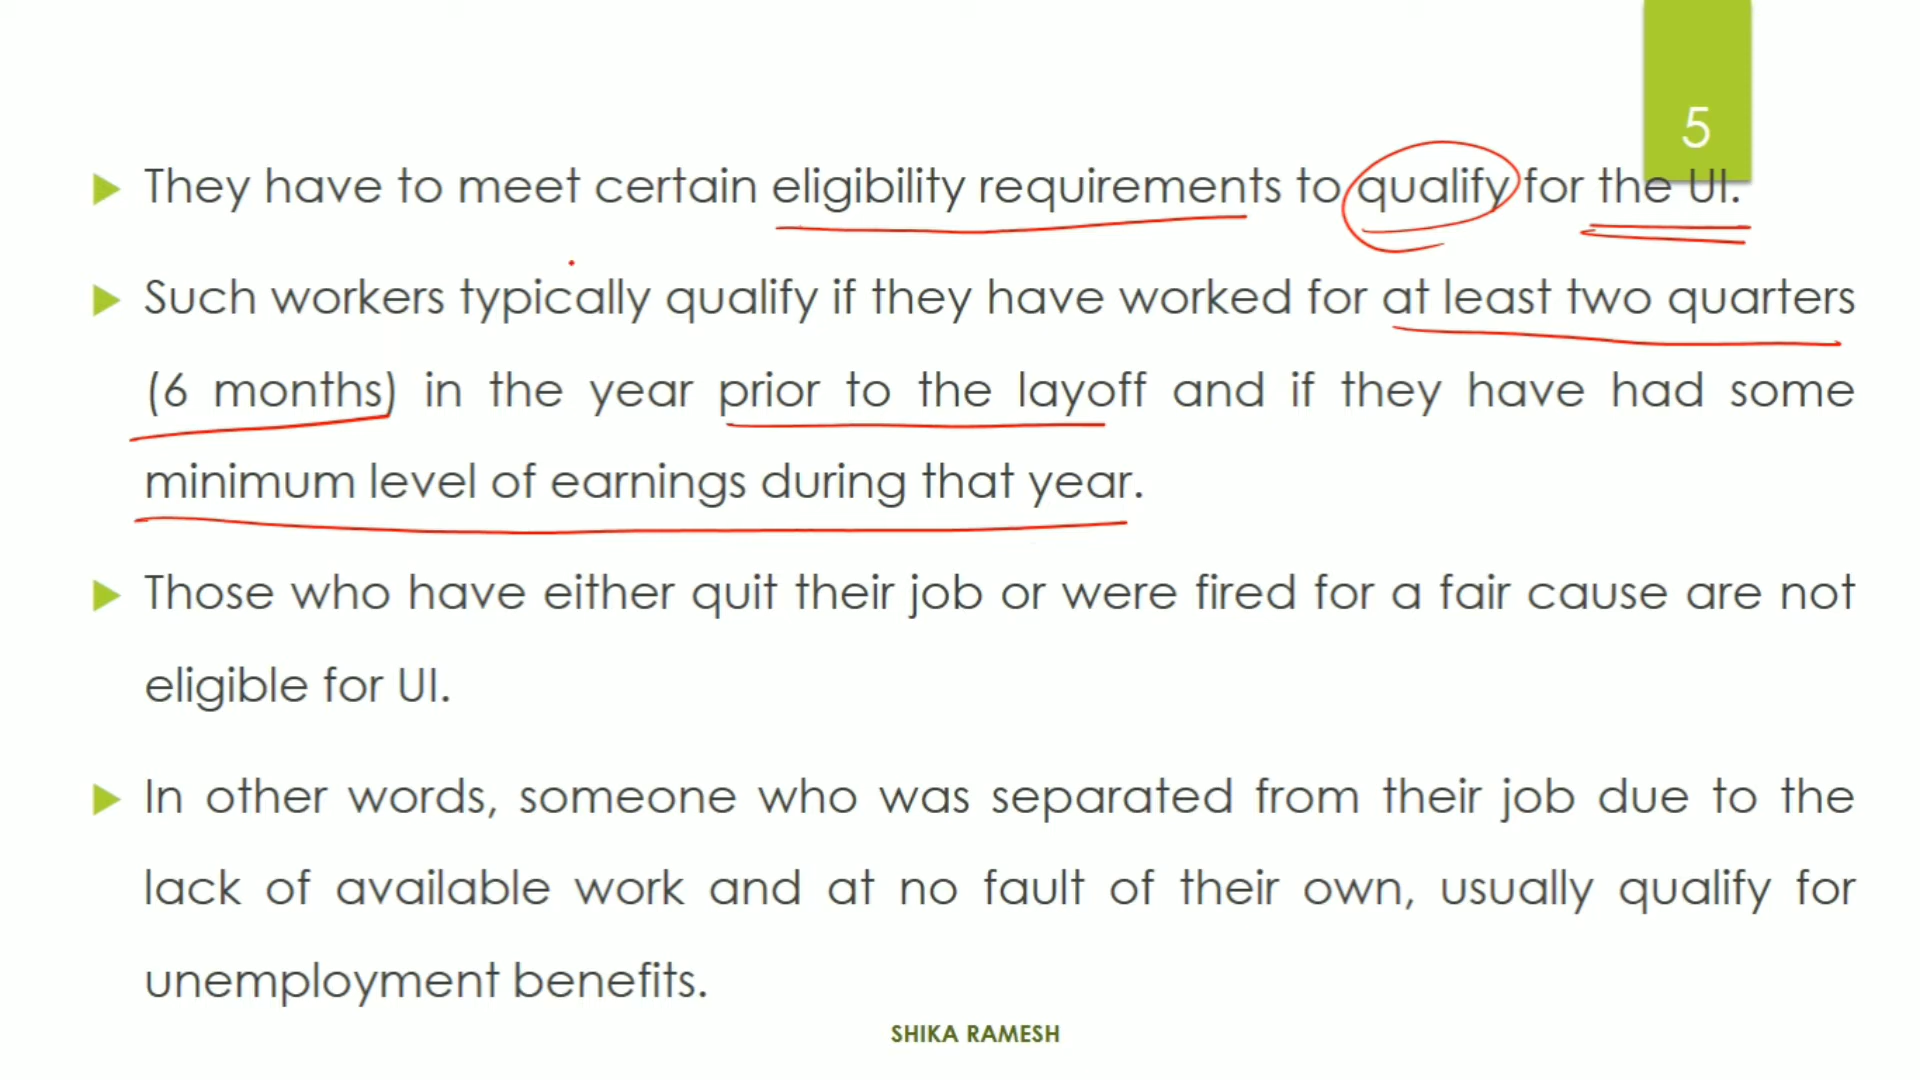 5
They have to meet certain eligibility requirements to qualify for the UI.
Such workers typically qualify if they have worked for at least two quarters
(6 months) in the year prior to the layoff and if they have had some
minimum level of earnings during that year.
Those who have either quit their job or were fired for a fair cause are not
eligible for UI.
In other words, someone who was separated from their job due to the
lack of available work and at no fault of their own, usually qualify for
unemployment benefits.
SHIKA RAMESH